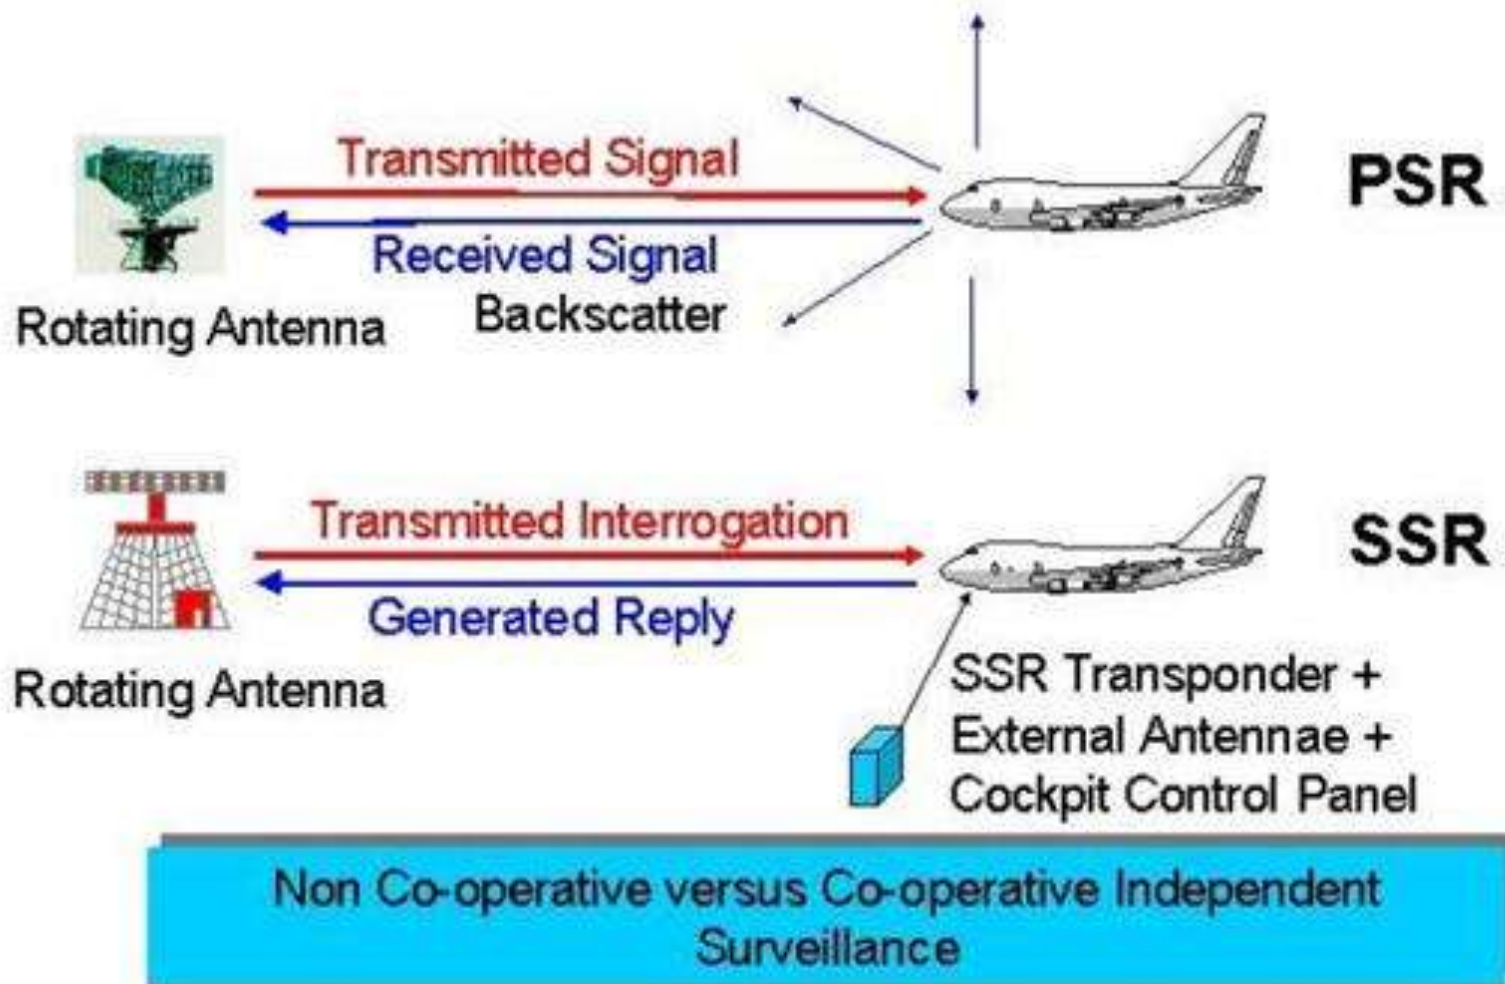 Transmitted Signal
PSR
Received Signal
Backscatter
Rotating Antenna
Transmitted Interrogation
SSR
Generated Reply
Rotating Antenna
SSR Transponder +
External Antennae +
Cockpit Control Panel
Non Co-operative versus Co-operative Independent
Surveillance